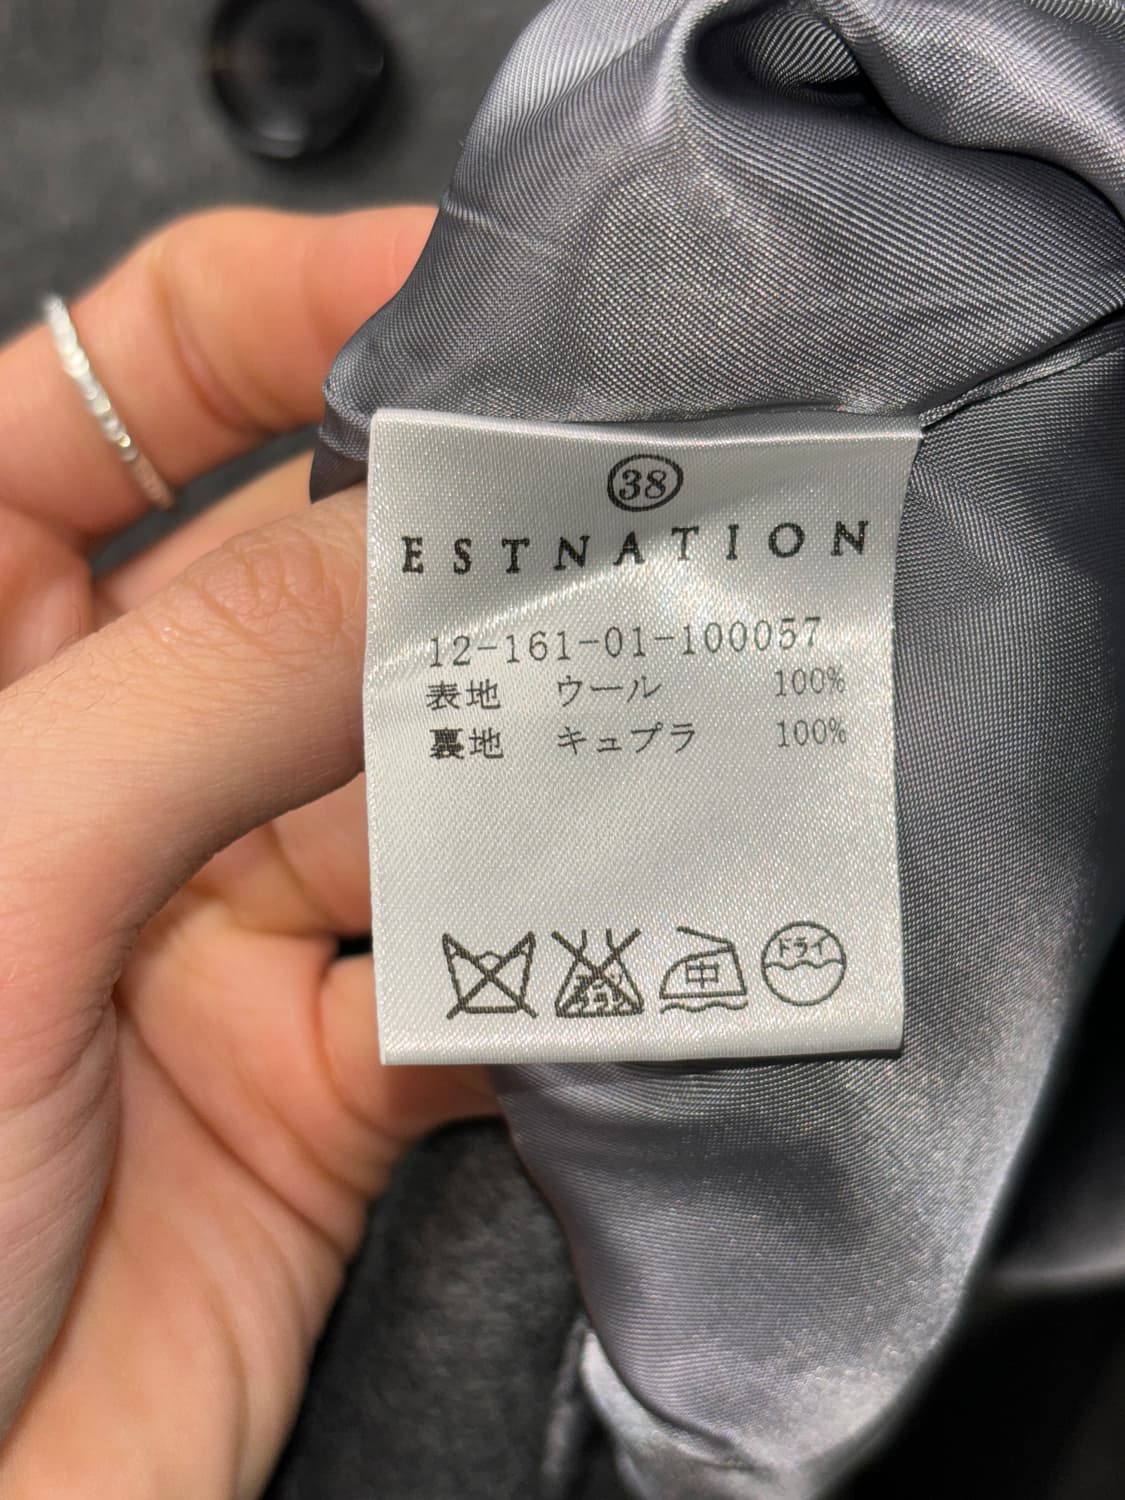 38
ESTNATION
12-161-01-100057
表地 ウール 100%
裏地 キュプラ 100%
中 ドライ